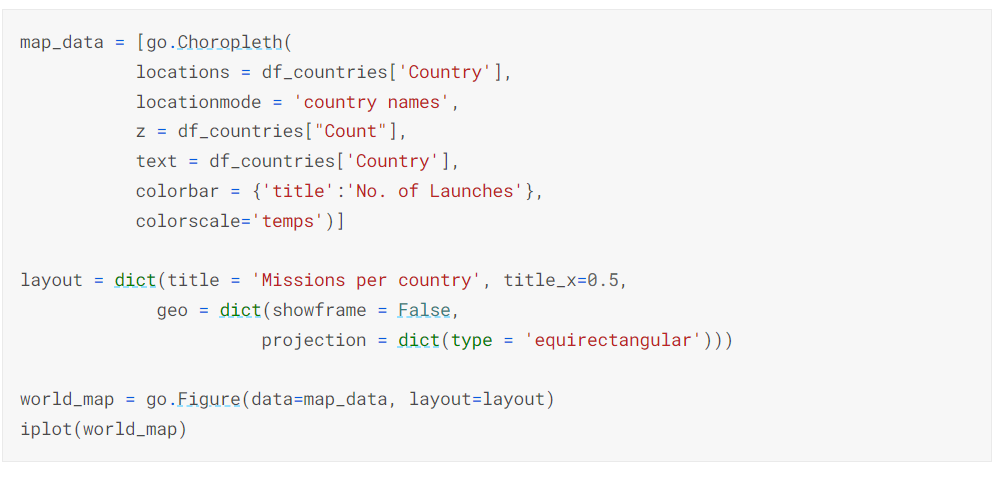 map_data = [go.Choropleth(
           locations = df_countries['Country'],
           locationmode = 'country names',
           z = df_countries["Count"],
           text = df_countries['Country'],
           colorbar = {'title':'No. of Launches'},
           colorscale='temps')]

layout = dict(title = 'Missions per country', title_x=0.5,
             geo = dict(showframe = False,
                       projection = dict(type = 'equirectangular')))

world_map = go.Figure(data=map_data, layout=layout)
iplot(world_map)